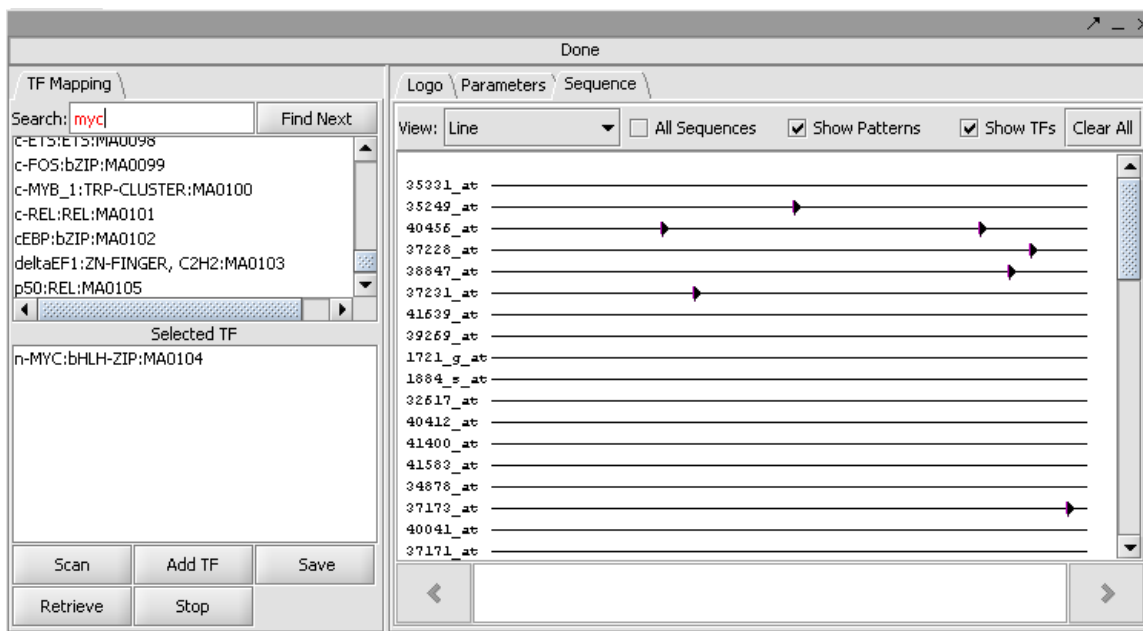 Done
TF Mapping
Search: myc Find Next
c-ETS:ETS:MA0098
c-FOS:bZIP:MA0099
c-MYB_1:TRP-CLUSTER:MA0100
c-REL:REL:MA0101
cEBP:bZIP:MA0102
deltaEF1:ZN-FINGER, C2H2:MA0103
p50:REL:MA0105
Selected TF
n-MYC:bHLH-ZIP:MA0104
Scan Add TF Save
Retrieve Stop
Logo Parameters Sequence
View: Line All Sequences Show Patterns Show TFs Clear All
35331_at
35249_at
40456_at
37228_at
38847_at
37231_at
41639_at
39269_at
1721_g_at
1884_s_at
32617_at
40412_at
41400_at
41583_at
34878_at
37173_at
40041_at
37171_at